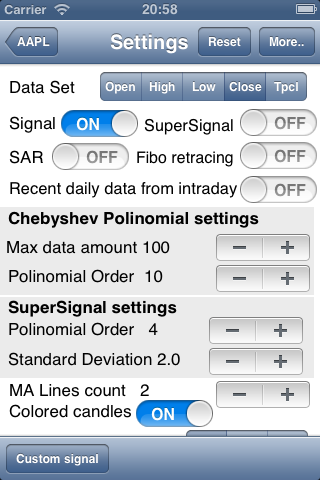 Carrier 20:58
AAPL Settings Reset More..
Data Set Open High Low Close Tpcl
Signal ON SuperSignal OFF
SAR OFF Fibo retracing OFF
Recent daily data from intraday OFF
Chebyshev Polinomial settings
Max data amount 100 − +
Polinomial Order 10 − +
SuperSignal settings
Polinomial Order 4 − +
Standard Deviation 2.0 − +
MA Lines count 2 − +
Colored candles ON
Custom signal